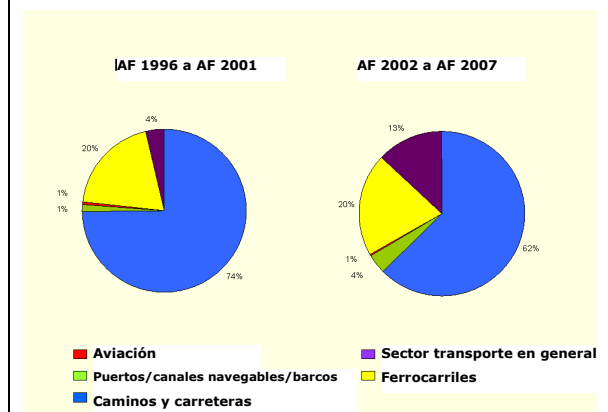 AF 1996 a AF 2001
AF 2002 a AF 2007
4%
20%
1%
1%
74%
13%
20%
1%
4%
62%
Aviación
Puertos/canales navegables/barcos
Caminos y carreteras
Sector transporte en general
Ferrocarriles